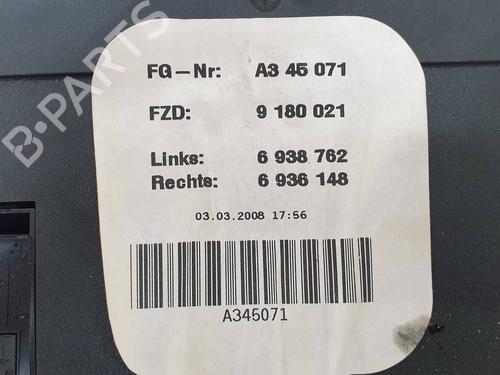 FG-Nr: A3 45 071
FZD: 9 180 021
Links: 6 938 762
Rechts: 6 936 148
03.03.2008 17:56
A345071
B-PARTS